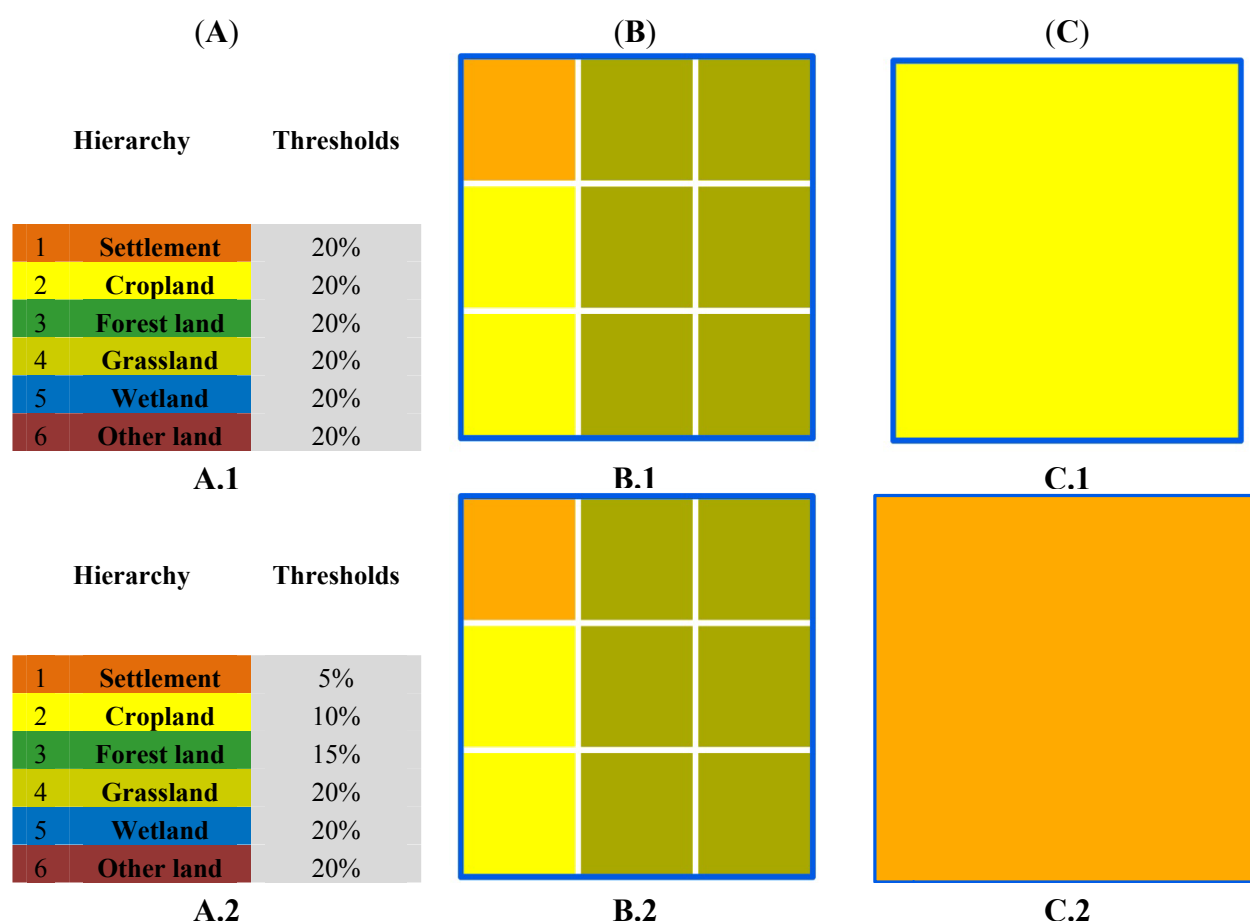 (A) (B) (C)
Hierarchy Thresholds
1 Settlement 20%
2 Cropland 20%
3 Forest land 20%
4 Grassland 20%
5 Wetland 20%
6 Other land 20%
A.1 B.1 C.1
Hierarchy Thresholds
1 Settlement 5%
2 Cropland 10%
3 Forest land 15%
4 Grassland 20%
5 Wetland 20%
6 Other land 20%
A.2 B.2 C.2